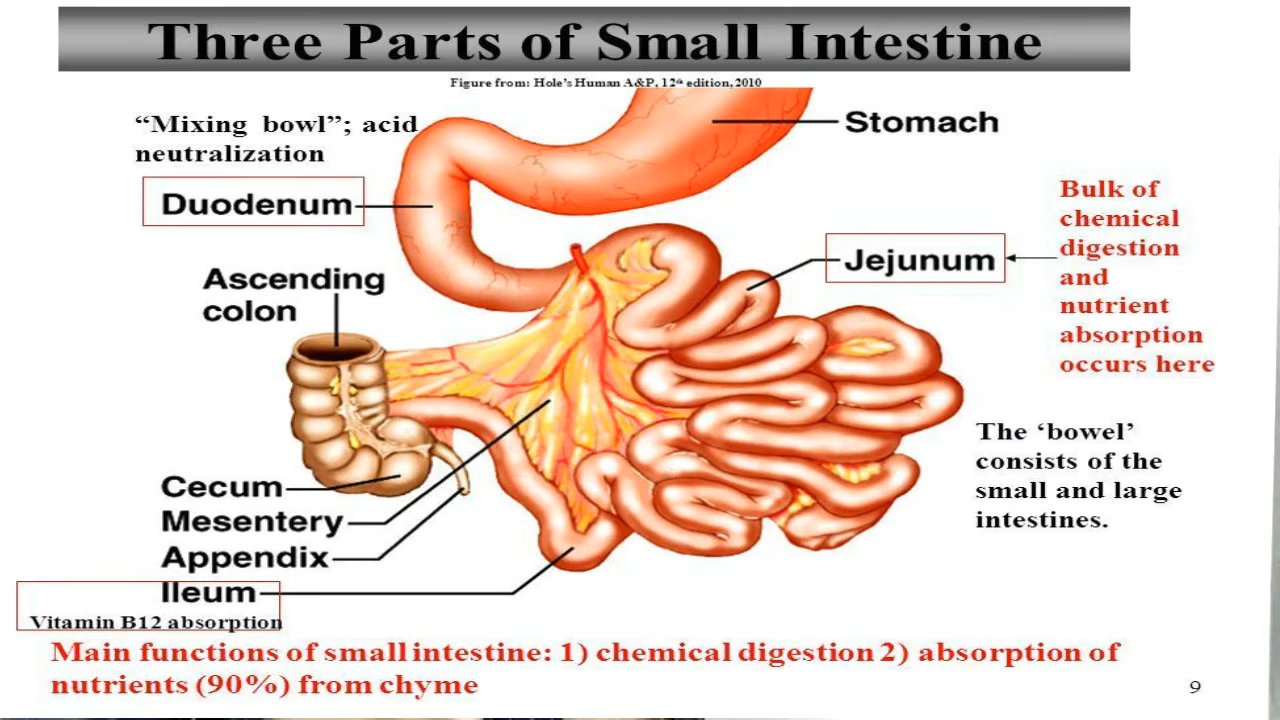 Three Parts of Small Intestine
Figure from: Hole's Human A&P, 12th edition, 2010
“Mixing bowl”; acid
neutralization
Stomach
Duodenum
Bulk of
chemical
digestion
and
nutrient
absorption
occurs here
Jejunum
Ascending
colon
The ‘bowel’
consists of the
small and large
intestines.
Cecum
Mesentery
Appendix
Ileum
Vitamin B12 absorption
Main functions of small intestine: 1) chemical digestion 2) absorption of
nutrients (90%) from chyme
9